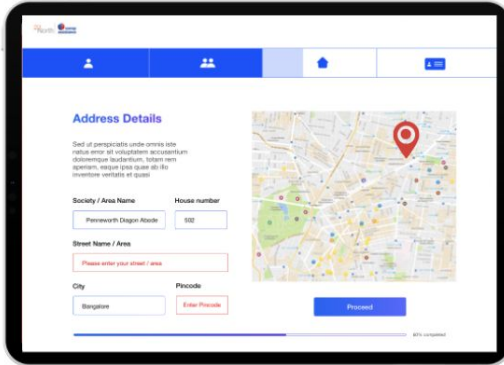 Address Details
Sed ut perspiciatis unde omnis iste
natus error sit voluptatem accusantium
doloremque laudantium, totam rem
aperiam, eaque ipsa quae ab illo
inventore veritatis et quasi
Society / Area Name
House number
Penneworth Diagon Abode
502
Street Name / Area
Please enter your street / area
City
Pincode
Bangalore
Enter Pincode
Proceed
completed